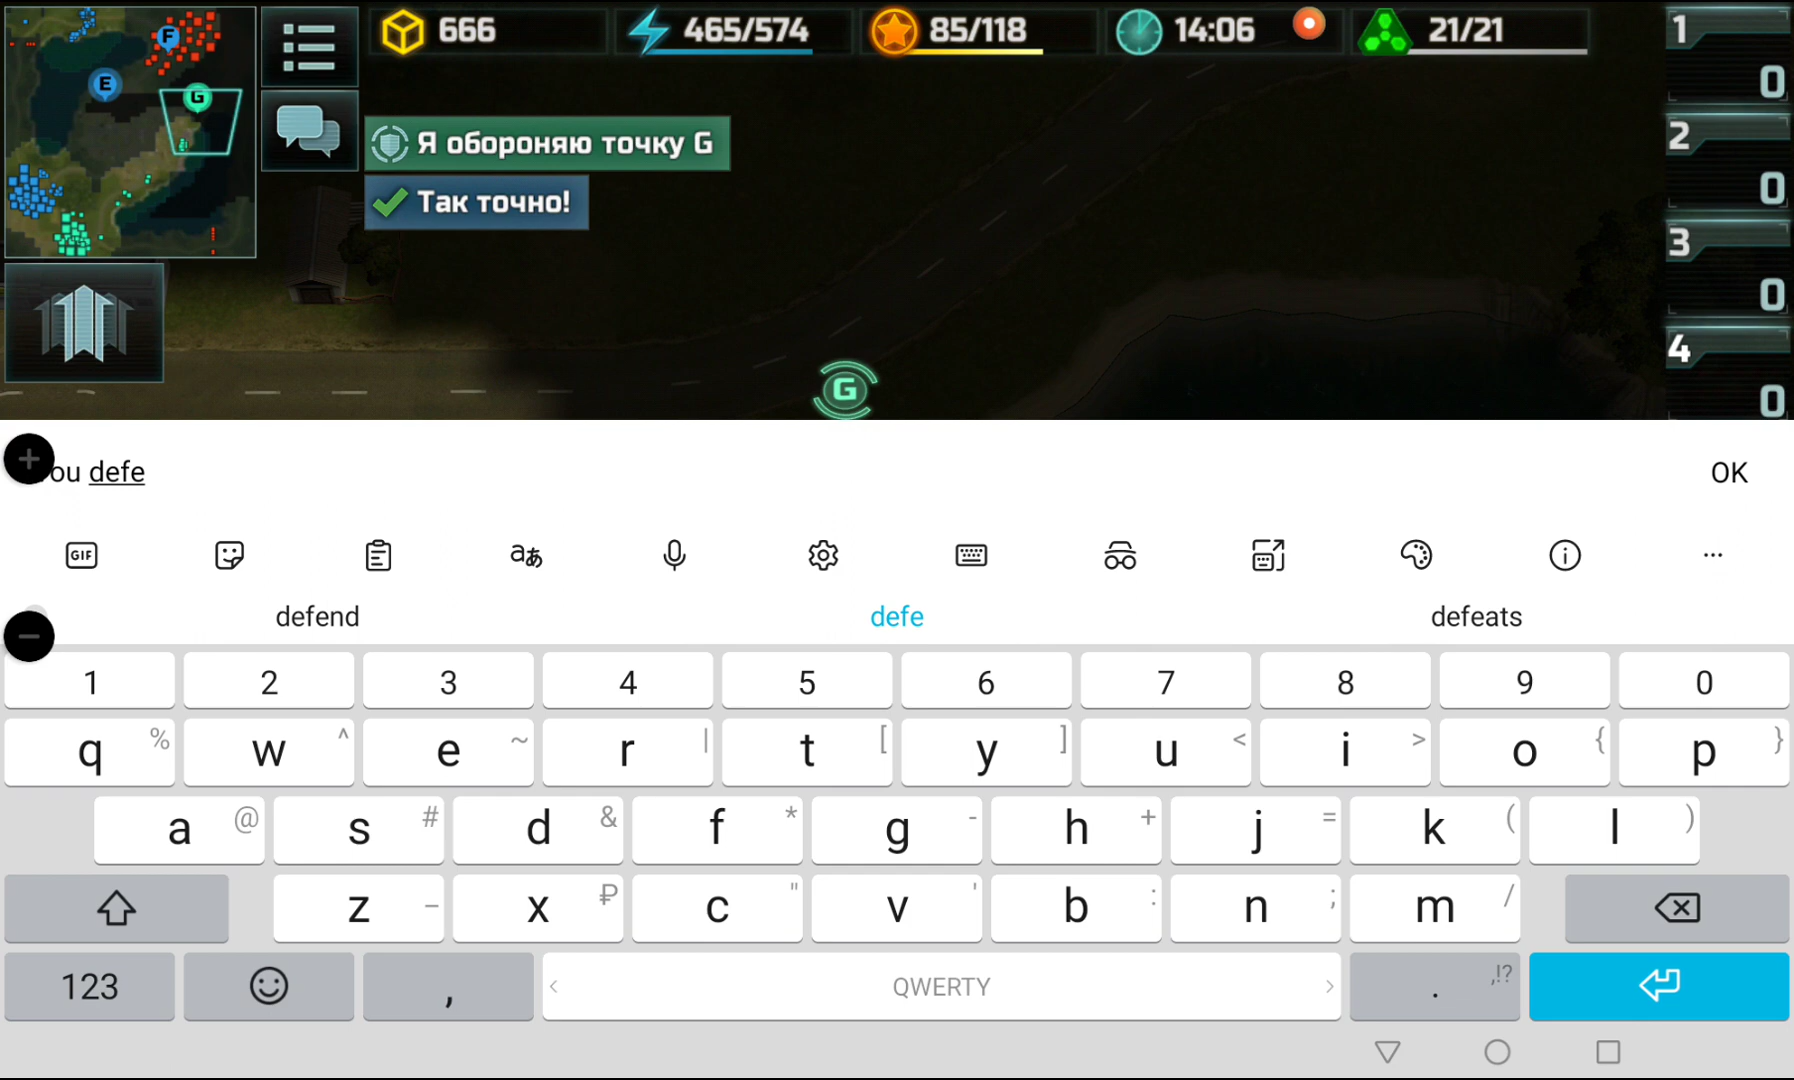 F
E
G
666
465/574
85/118
14:06
21/21
1
0
2
0
3
0
4
0
Я обороняю точку G
Так точно!
G
ou defe
OK
GIF
aあ
...
defend
defe
defeats
1 2 3 4 5 6 7 8 9 0
q % w ^ e ~ r | t [ y ] u < i > o { p }
a @ s # d & f * g - h + j = k ( l )
z _ x ₽ c " v ' b : n ; m /
123 , < QWERTY > . ,!?